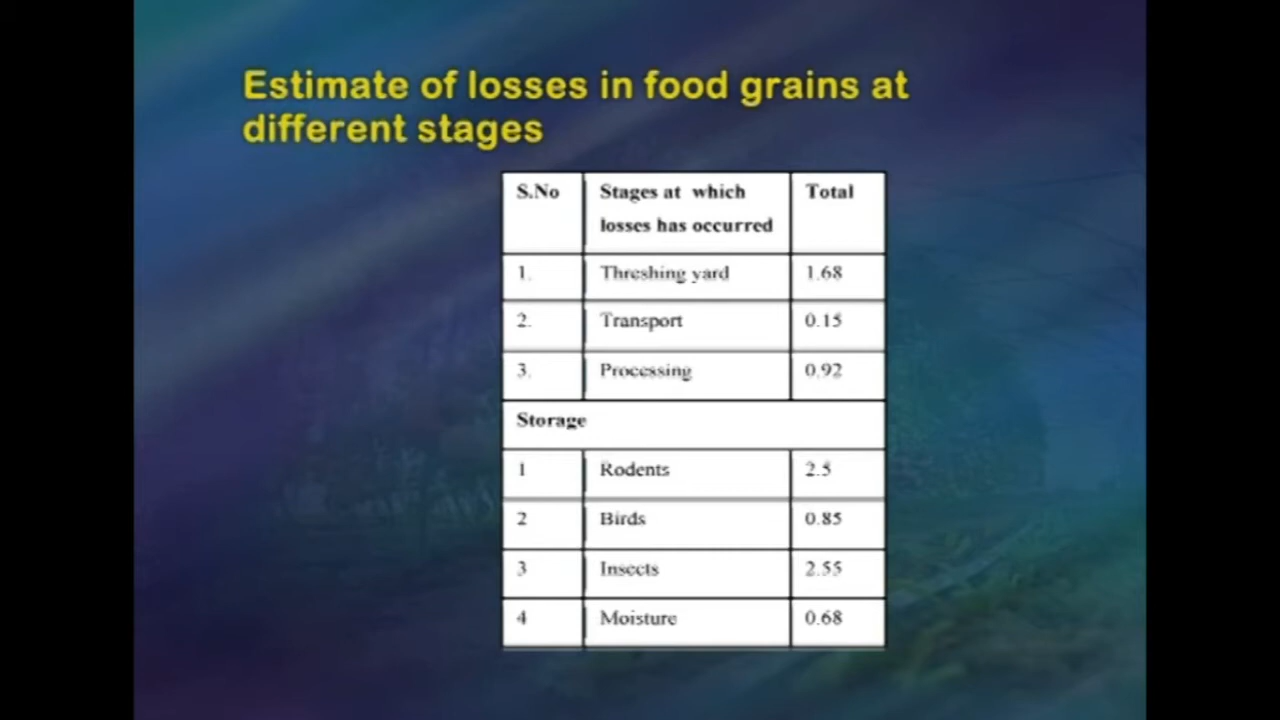 Estimate of losses in food grains at
different stages
S.No Stages at which Total
losses has occurred
1. Threshing yard 1.68
2. Transport 0.15
3. Processing 0.92
Storage
1 Rodents 2.5
2 Birds 0.85
3 Insects 2.55
4 Moisture 0.68